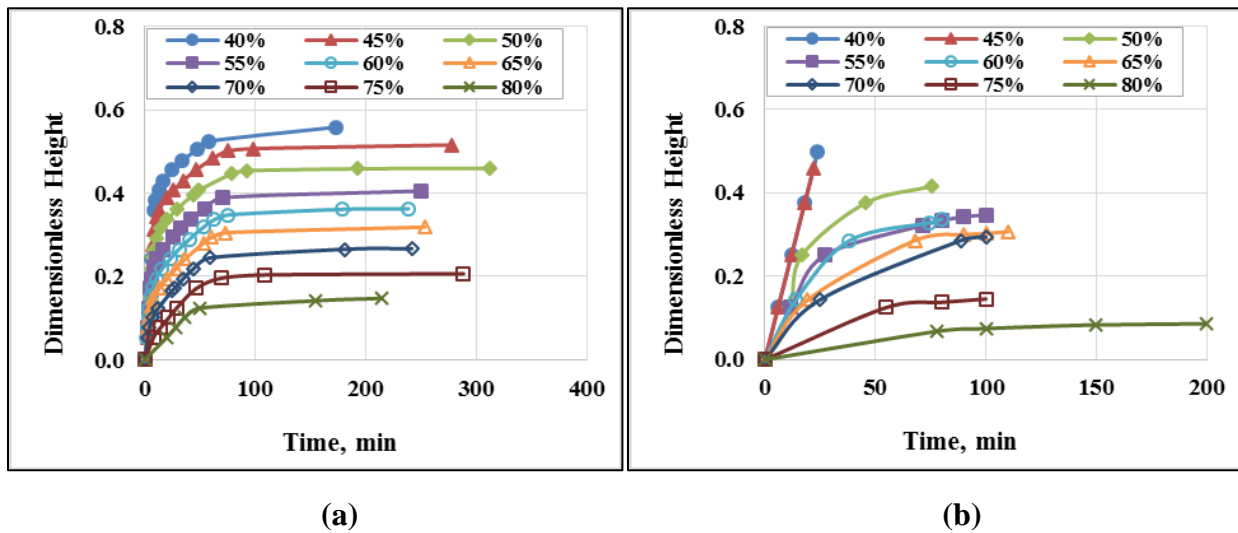 0.8
40% 45% 50%
55% 60% 65%
70% 75% 80%
0.6
0.4
0.2
0.0
Dimensionless Height
0 100 200 300 400
Time, min
(a)
0.8
40% 45% 50%
55% 60% 65%
70% 75% 80%
0.6
0.4
0.2
0.0
Dimensionless Height
0 50 100 150 200
Time, min
(b)